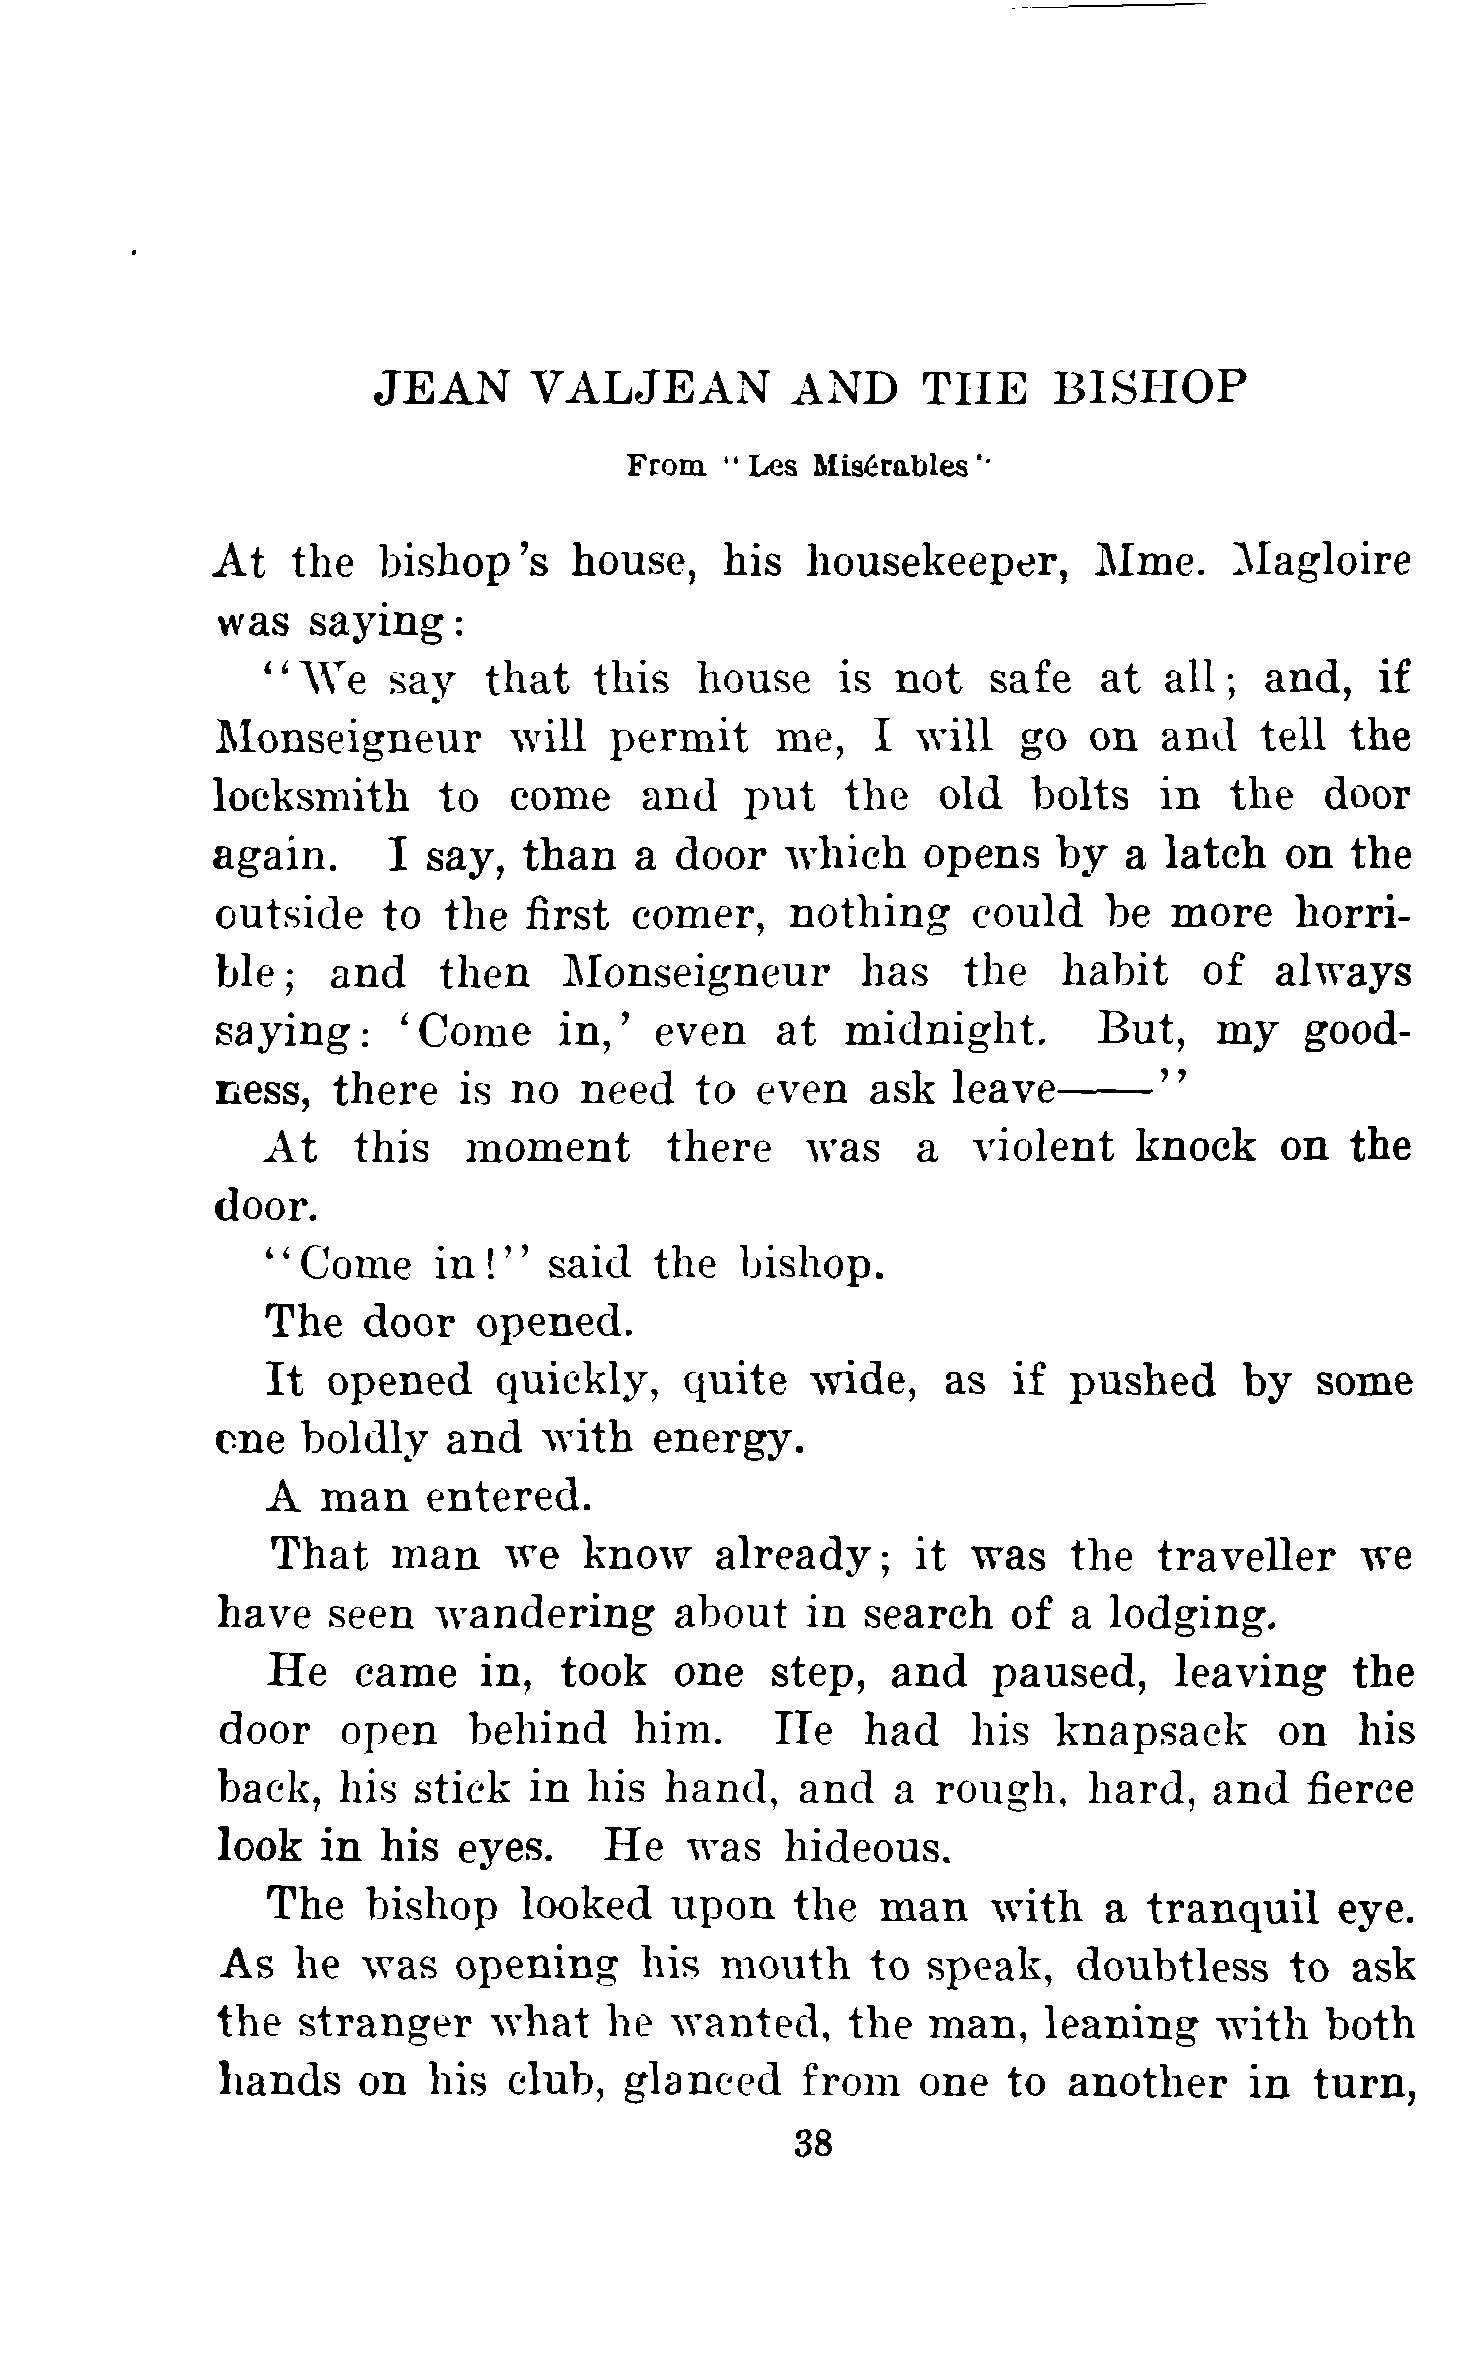 JEAN VALJEAN AND THE BISHOP
From "Les Misérables"
At the bishop's house, his housekeeper, Mme. Magloire
was saying:
"We say that this house is not safe at all; and, if
Monseigneur will permit me, I will go on and tell the
locksmith to come and put the old bolts in the door
again. I say, than a door which opens by a latch on the
outside to the first comer, nothing could be more horri-
ble; and then Monseigneur has the habit of always
saying: 'Come in,' even at midnight. But, my good-
ness, there is no need to even ask leave——"
At this moment there was a violent knock on the
door.
"Come in!" said the bishop.
The door opened.
It opened quickly, quite wide, as if pushed by some
one boldly and with energy.
A man entered.
That man we know already; it was the traveller we
have seen wandering about in search of a lodging.
He came in, took one step, and paused, leaving the
door open behind him. He had his knapsack on his
back, his stick in his hand, and a rough, hard, and fierce
look in his eyes. He was hideous.
The bishop looked upon the man with a tranquil eye.
As he was opening his mouth to speak, doubtless to ask
the stranger what he wanted, the man, leaning with both
hands on his club, glanced from one to another in turn,
38